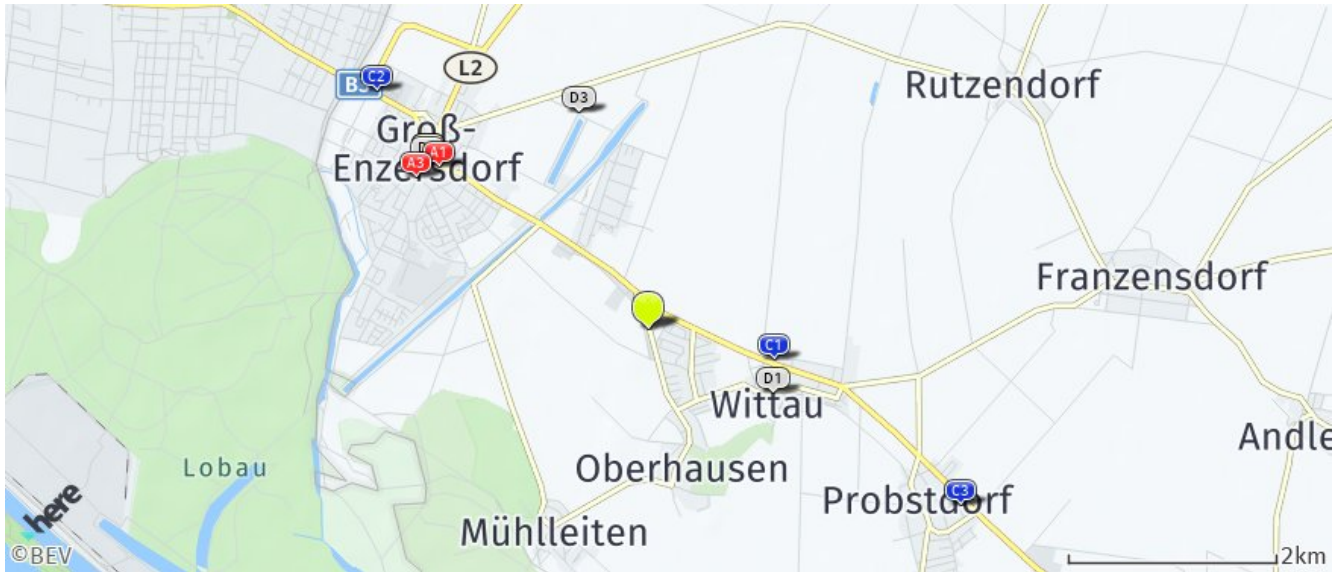 Rutzendorf
L2
C2
D3
Groß-
Enzersdorf
A1
A3
Franzensdorf
C1
D1
Wittau
Andle
Oberhausen
Lobau
C3
Probstdorf
here
Mühlleiten
©BEV
2km